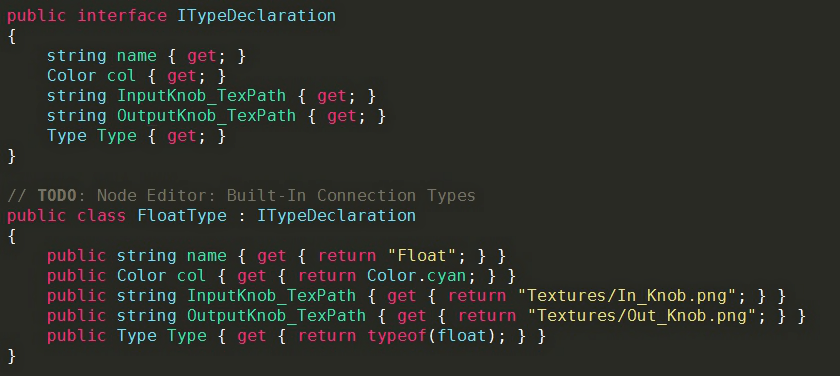 public interface ITypeDeclaration
{
    string name { get; }
    Color col { get; }
    string InputKnob_TexPath { get; }
    string OutputKnob_TexPath { get; }
    Type Type { get; }
}

// TODO: Node Editor: Built-In Connection Types
public class FloatType : ITypeDeclaration
{
    public string name { get { return "Float"; } }
    public Color col { get { return Color.cyan; } }
    public string InputKnob_TexPath { get { return "Textures/In_Knob.png"; } }
    public string OutputKnob_TexPath { get { return "Textures/Out_Knob.png"; } }
    public Type Type { get { return typeof(float); } }
}